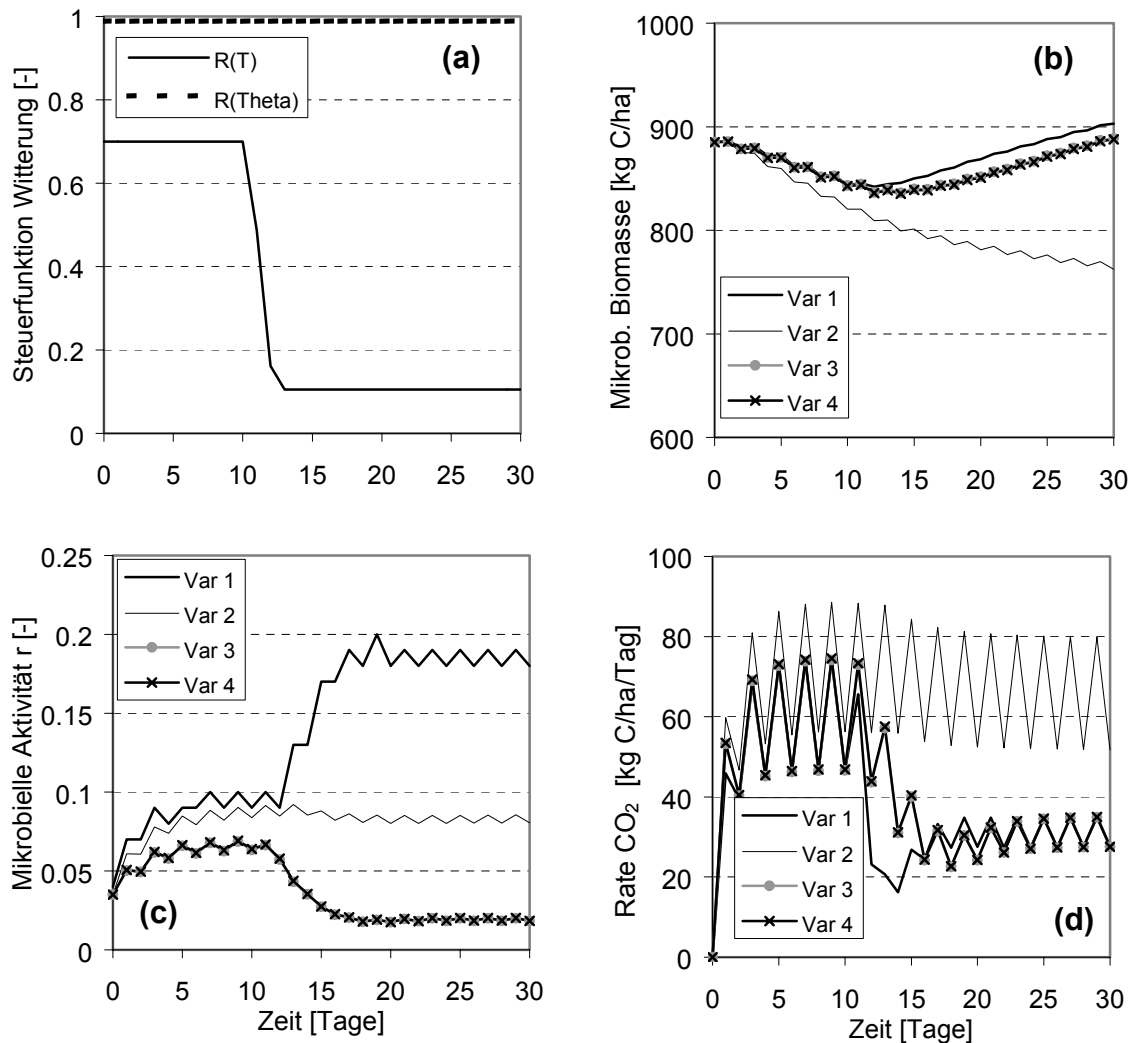 (a)
R(T)
R(Theta)
Steuerfunktion Witterung [-]
1
0.8
0.6
0.4
0.2
0
0 5 10 15 20 25 30
(b)
Mikrob. Biomasse [kg C/ha]
1000
900
800
700
600
Var 1
Var 2
Var 3
Var 4
0 5 10 15 20 25 30
Mikrobielle Aktivität r [-]
0.25
0.2
0.15
0.1
0.05
0
Var 1
Var 2
Var 3
Var 4
(c)
0 5 10 15 20 25 30
Zeit [Tage]
Rate CO₂ [kg C/ha/Tag]
100
80
60
40
20
0
Var 1
Var 2
Var 3
Var 4
(d)
0 5 10 15 20 25 30
Zeit [Tage]